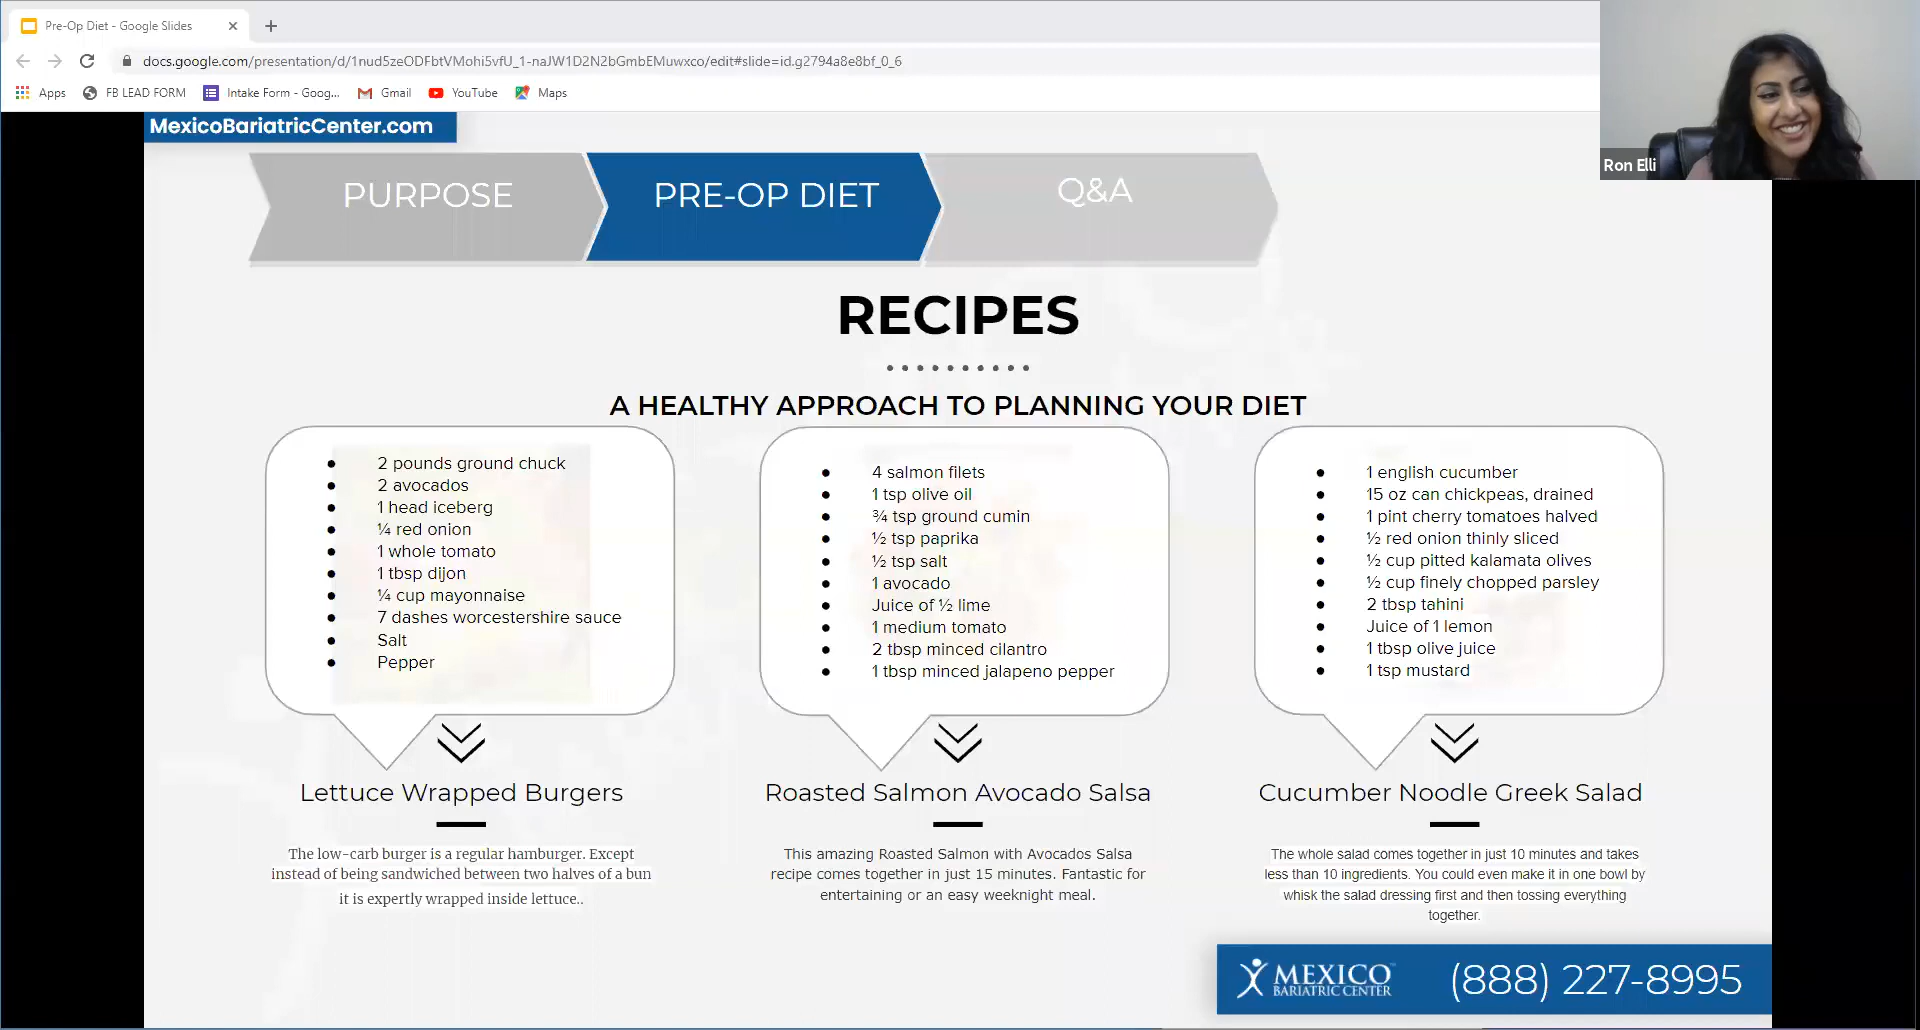 Pre-Op Diet - Google Slides
docs.google.com/presentation/d/1nud5zeODFbtVMohi5vfU_1-naJW1D2N2bGmbEMuwxco/edit#slide=id.g2794a8e8bf_0_6
Apps FB LEAD FORM Intake Form - Goog... Gmail YouTube Maps
Ron Elli
MexicoBariatricCenter.com
PURPOSE PRE-OP DIET Q&A
RECIPES
A HEALTHY APPROACH TO PLANNING YOUR DIET
● 2 pounds ground chuck
● 2 avocados
● 1 head iceberg
● ¼ red onion
● 1 whole tomato
● 1 tbsp dijon
● ¼ cup mayonnaise
● 7 dashes worcestershire sauce
● Salt
● Pepper
Lettuce Wrapped Burgers
The low-carb burger is a regular hamburger. Except
instead of being sandwiched between two halves of a bun
it is expertly wrapped inside lettuce..
● 4 salmon filets
● 1 tsp olive oil
● ¾ tsp ground cumin
● ½ tsp paprika
● ½ tsp salt
● 1 avocado
● Juice of ½ lime
● 1 medium tomato
● 2 tbsp minced cilantro
● 1 tbsp minced jalapeno pepper
Roasted Salmon Avocado Salsa
This amazing Roasted Salmon with Avocados Salsa
recipe comes together in just 15 minutes. Fantastic for
entertaining or an easy weeknight meal.
● 1 english cucumber
● 15 oz can chickpeas, drained
● 1 pint cherry tomatoes halved
● ½ red onion thinly sliced
● ½ cup pitted kalamata olives
● ½ cup finely chopped parsley
● 2 tbsp tahini
● Juice of 1 lemon
● 1 tbsp olive juice
● 1 tsp mustard
Cucumber Noodle Greek Salad
The whole salad comes together in just 10 minutes and takes
less than 10 ingredients. You could even make it in one bowl by
whisk the salad dressing first and then tossing everything
together.
MEXICO
BARIATRIC CENTER
(888) 227-8995